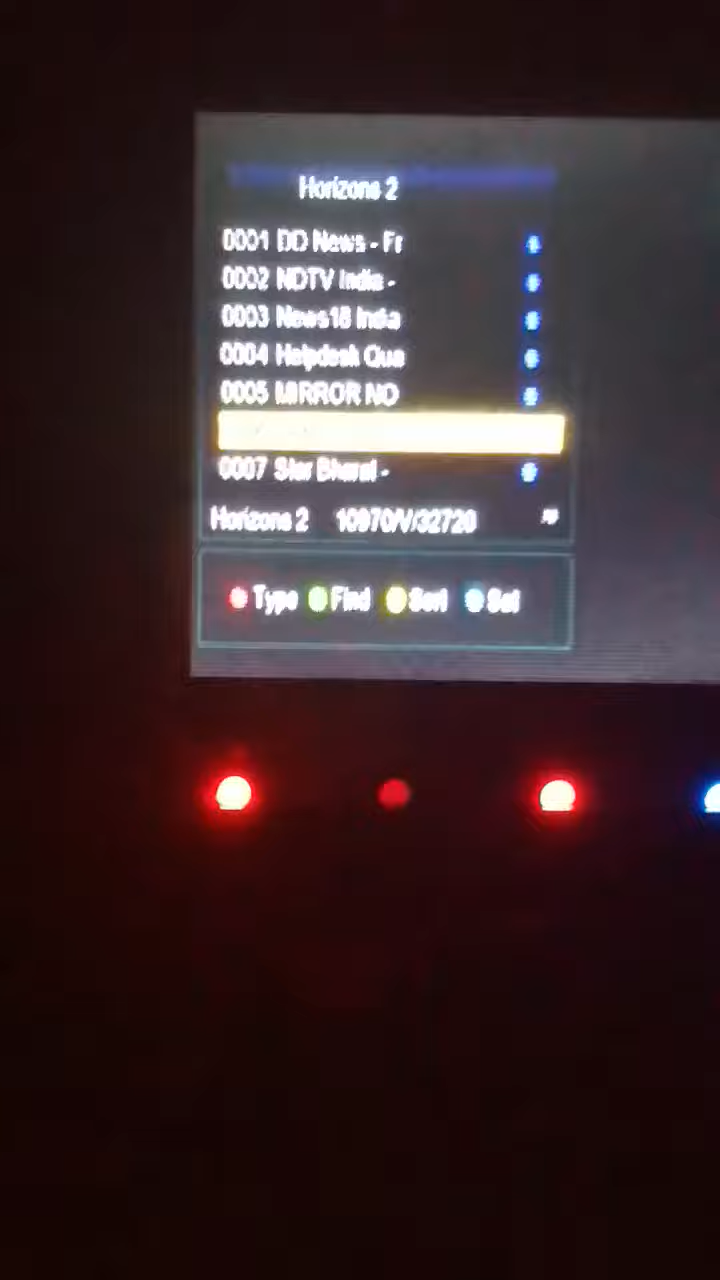 Horizons 2
0001 DD News - Fr
0002 NDTV India -
0003 News18 India
0004 Helpdesk Qua
0005 MIRROR NO
0007 Star Bharat -
Horizons 2 10970/V/32720
Type Find Sort Sat